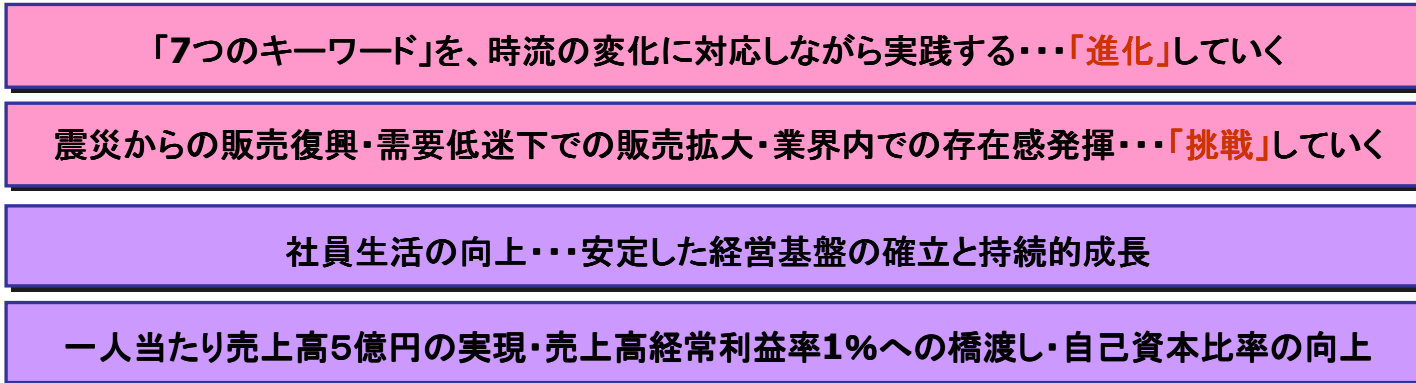 「7つのキーワード」を、時流の変化に対応しながら実践する・・・「進化」していく
震災からの販売復興・需要低迷下での販売拡大・業界内での存在感発揮・・・「挑戦」していく
社員生活の向上・・・安定した経営基盤の確立と持続的成長
一人当たり売上高5億円の実現・売上高経常利益率1%への橋渡し・自己資本比率の向上